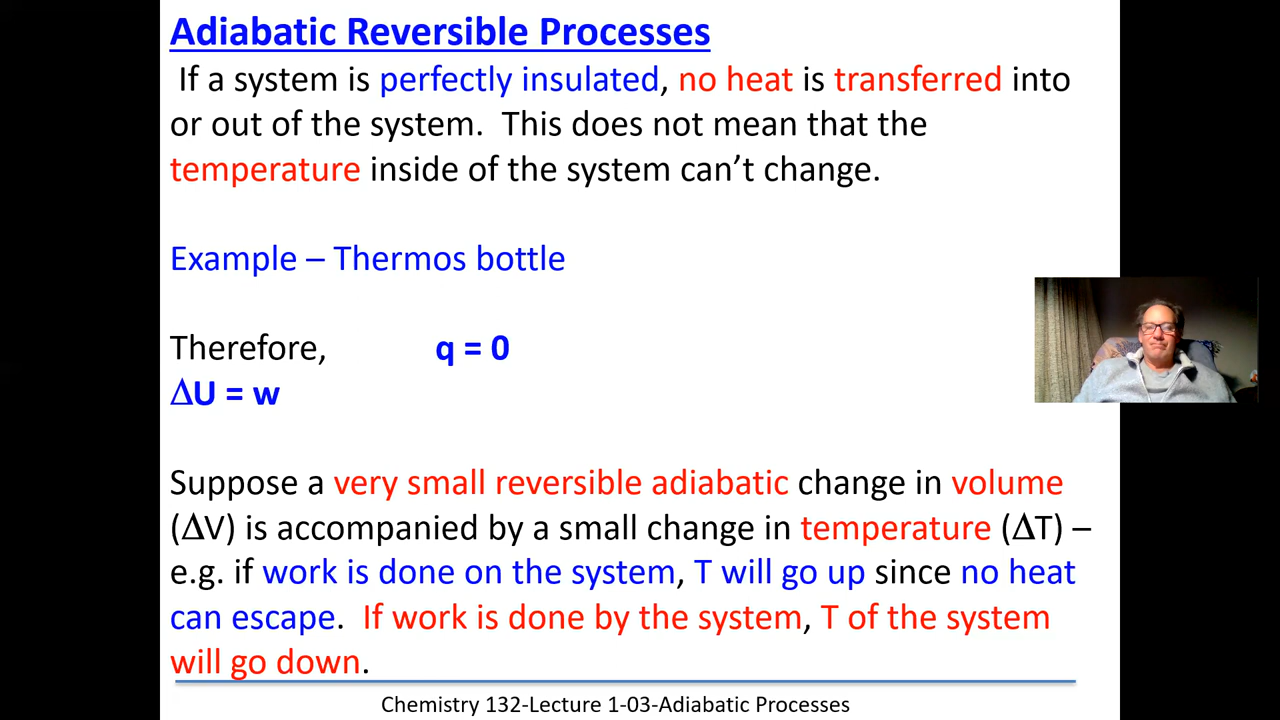 Adiabatic Reversible Processes
If a system is perfectly insulated, no heat is transferred into
or out of the system. This does not mean that the
temperature inside of the system can’t change.
Example – Thermos bottle
Therefore, q = 0
ΔU = w
Suppose a very small reversible adiabatic change in volume
(ΔV) is accompanied by a small change in temperature (ΔT) –
e.g. if work is done on the system, T will go up since no heat
can escape. If work is done by the system, T of the system
will go down.
Chemistry 132-Lecture 1-03-Adiabatic Processes